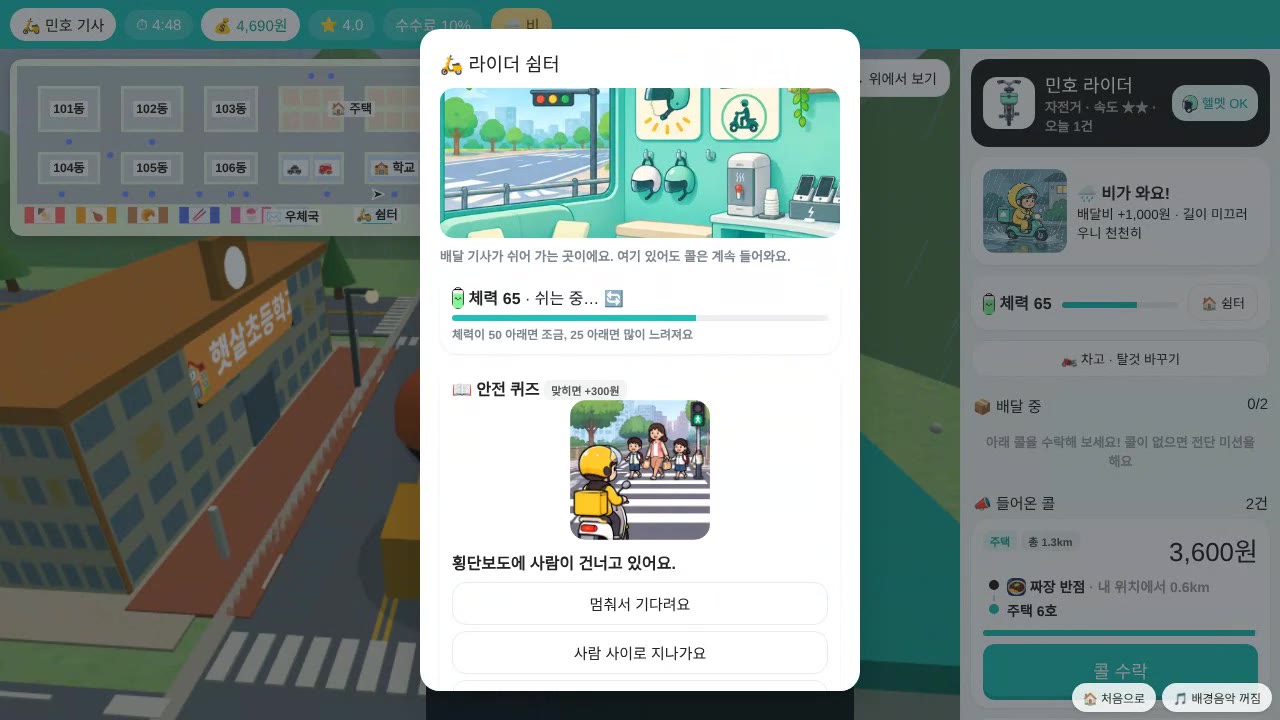 🛵 민호 기사
⏱ 4:48
💰 4,690원
⭐ 4.0
수수료 10%
비
101동
102동
103동
🏠 주택
104동
105동
106동
🏫 학교
✉️ 우체국
🛵 쉼터
햇살초등학
🛵 라이더 쉼터
배달 기사가 쉬어 가는 곳이에요. 여기 있어도 콜은 계속 들어와요.
체력 65 · 쉬는 중… 🔄
체력이 50 아래면 조금, 25 아래면 많이 느려져요
📖 안전 퀴즈 맞히면 +300원
횡단보도에 사람이 건너고 있어요.
멈춰서 기다려요
사람 사이로 지나가요
위에서 보기
민호 라이더
자전거 · 속도 ★★ ·
오늘 1건
헬멧 OK
🌧️ 비가 와요!
배달비 +1,000원 · 길이 미끄러
우니 천천히
체력 65
🏠 쉼터
🏍️ 차고 · 탈것 바꾸기
📦 배달 중 0/2
아래 콜을 수락해 보세요! 콜이 없으면 전단 미션을
해요
📣 들어온 콜 2건
주택 총 1.3km
3,600원
짜장 반점 · 내 위치에서 0.6km
주택 6호
콜 수락
🏠 처음으로
🎵 배경음악 꺼짐